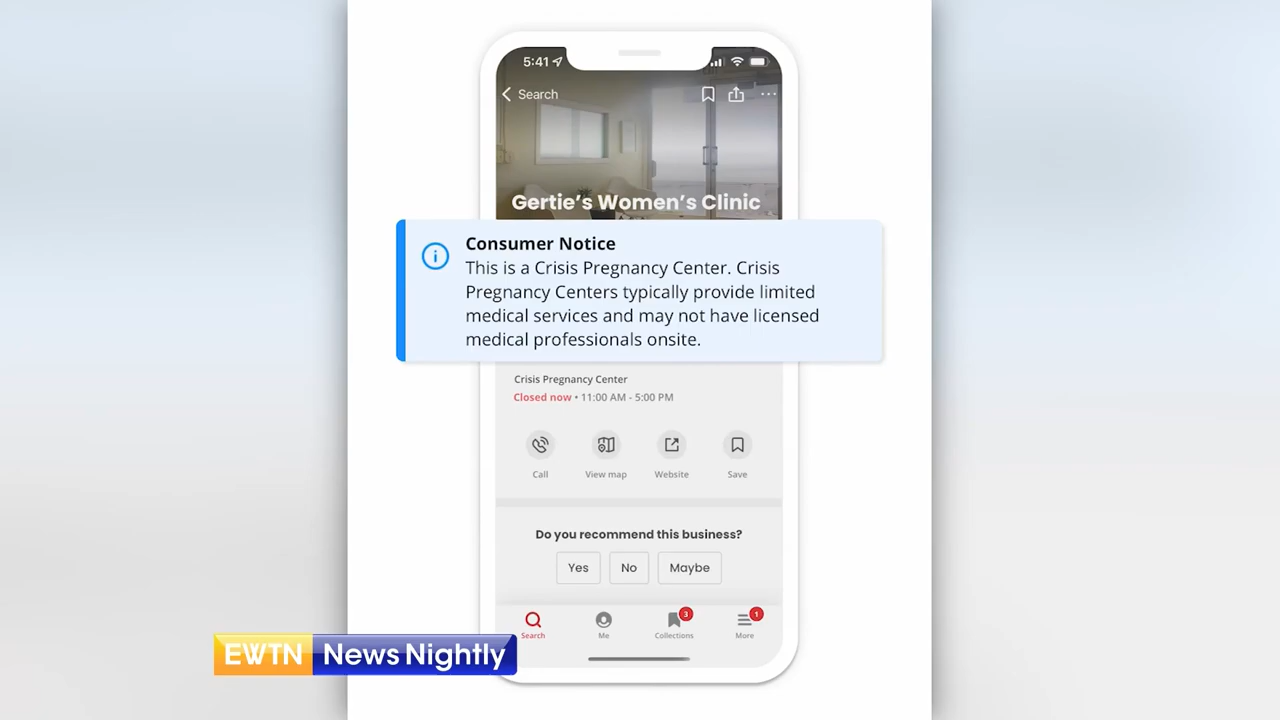 5:41
Search
Gertie's Women's Clinic
Consumer Notice
This is a Crisis Pregnancy Center. Crisis
Pregnancy Centers typically provide limited
medical services and may not have licensed
medical professionals onsite.
Crisis Pregnancy Center
Closed now • 11:00 AM - 5:00 PM
Call
View map
Website
Save
Do you recommend this business?
Yes
No
Maybe
3
1
Search
Me
Collections
More
EWTN News Nightly